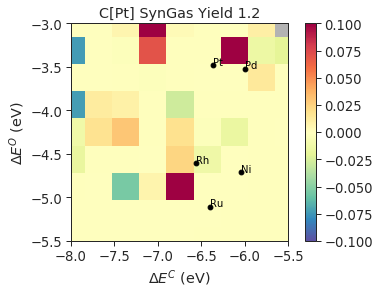 C[Pt] SynGas Yield 1.2
−3.0
−3.5
−4.0
−4.5
−5.0
−5.5
ΔE^O (eV)
Pt
Pd
Rh
Ni
Ru
−8.0 −7.5 −7.0 −6.5 −6.0 −5.5
ΔE^C (eV)
0.100
0.075
0.050
0.025
0.000
−0.025
−0.050
−0.075
−0.100